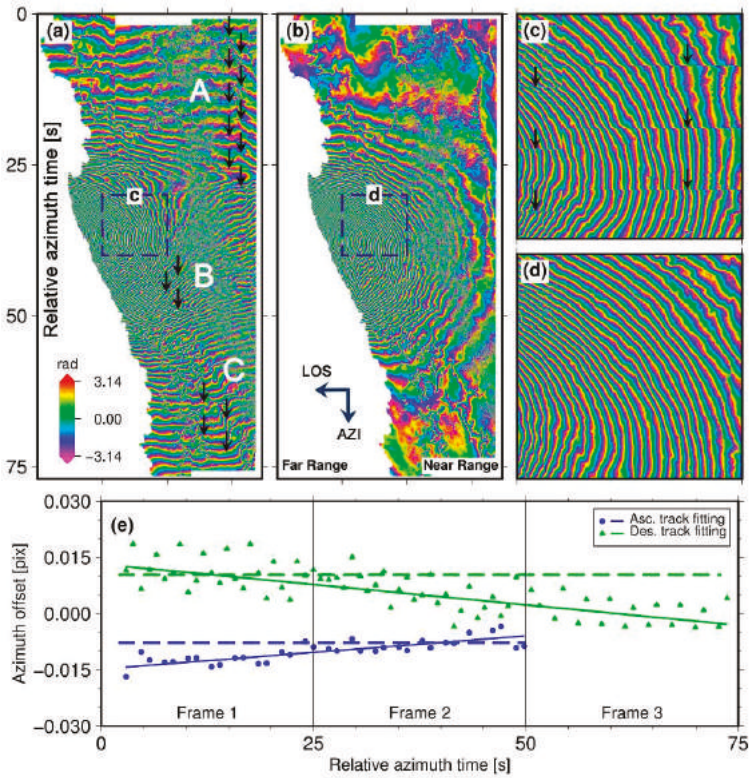 0
25
50
75
Relative azimuth time [s]
(a)
A
c
B
C
rad
3.14
0.00
−3.14
(b)
d
LOS
AZI
Far Range
Near Range
(c)
(d)
0.030
0.015
0.000
−0.015
−0.030
Azimuth offset [pix]
(e)
Asc. track fitting
Des. track fitting
Frame 1
Frame 2
Frame 3
0
25
50
75
Relative azimuth time [s]